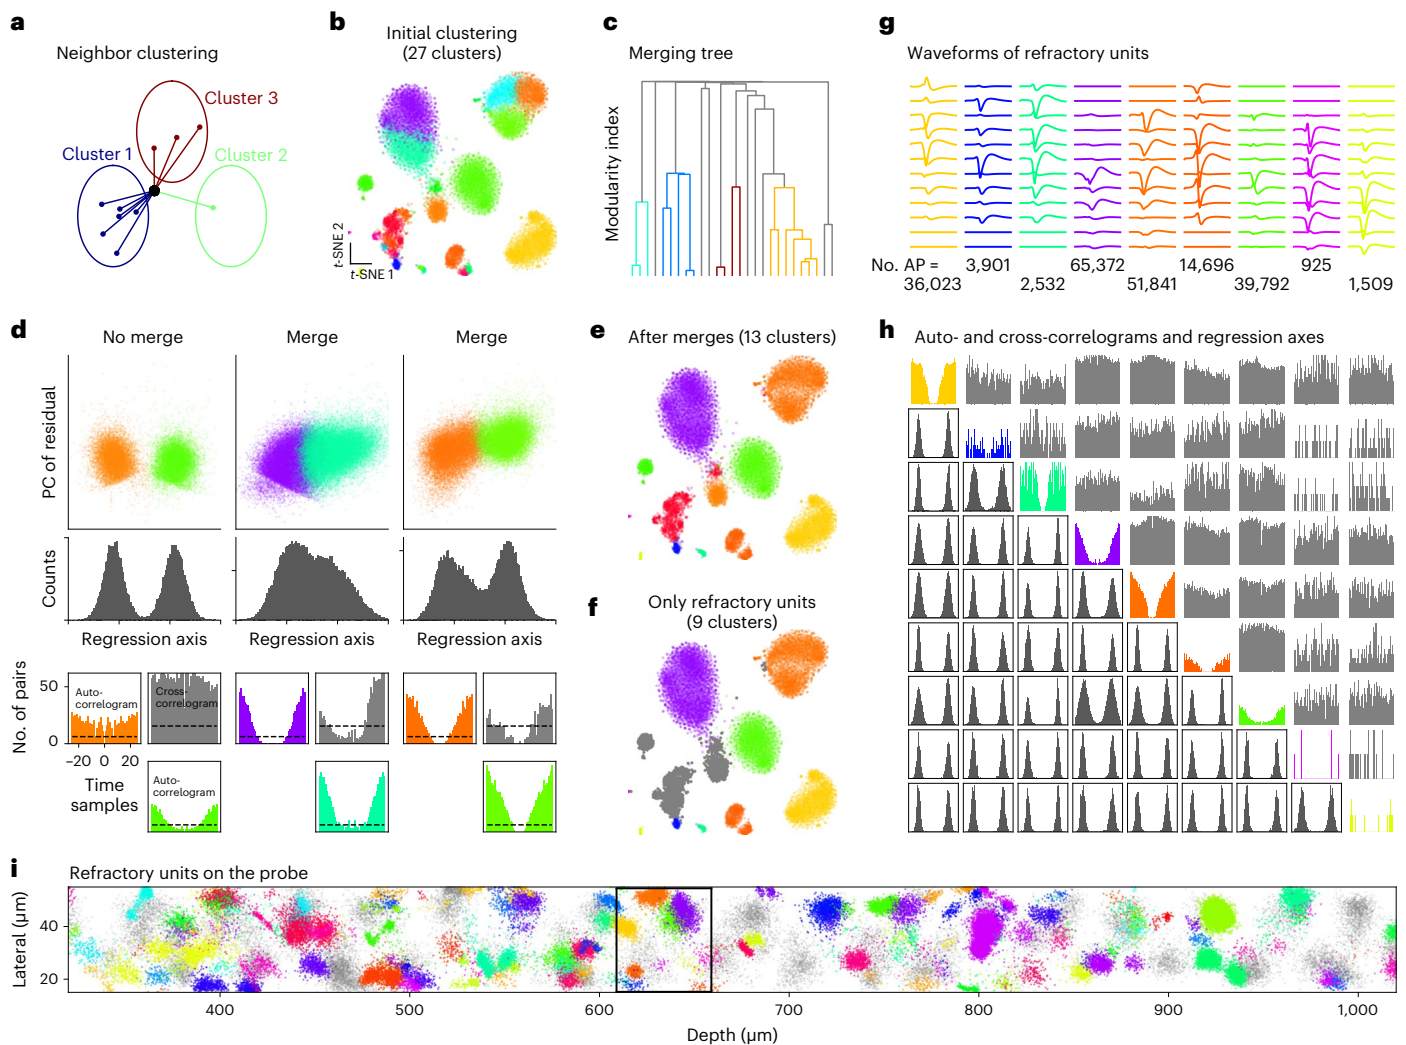 a
Neighbor clustering
Cluster 3
Cluster 1
Cluster 2
b
Initial clustering
(27 clusters)
t-SNE 2
t-SNE 1
c
Merging tree
Modularity index
g
Waveforms of refractory units
No. AP =
3,901
65,372
14,696
925
36,023
2,532
51,841
39,792
1,509
d
No merge
Merge
Merge
PC of residual
Counts
Regression axis
Regression axis
Regression axis
No. of pairs
50
0
Auto-
correlogram
Cross-
correlogram
−20
0
20
Time
samples
Auto-
correlogram
e
After merges (13 clusters)
f
Only refractory units
(9 clusters)
h
Auto- and cross-correlograms and regression axes
i
Refractory units on the probe
Lateral (µm)
40
20
400
500
600
700
800
900
1,000
Depth (µm)